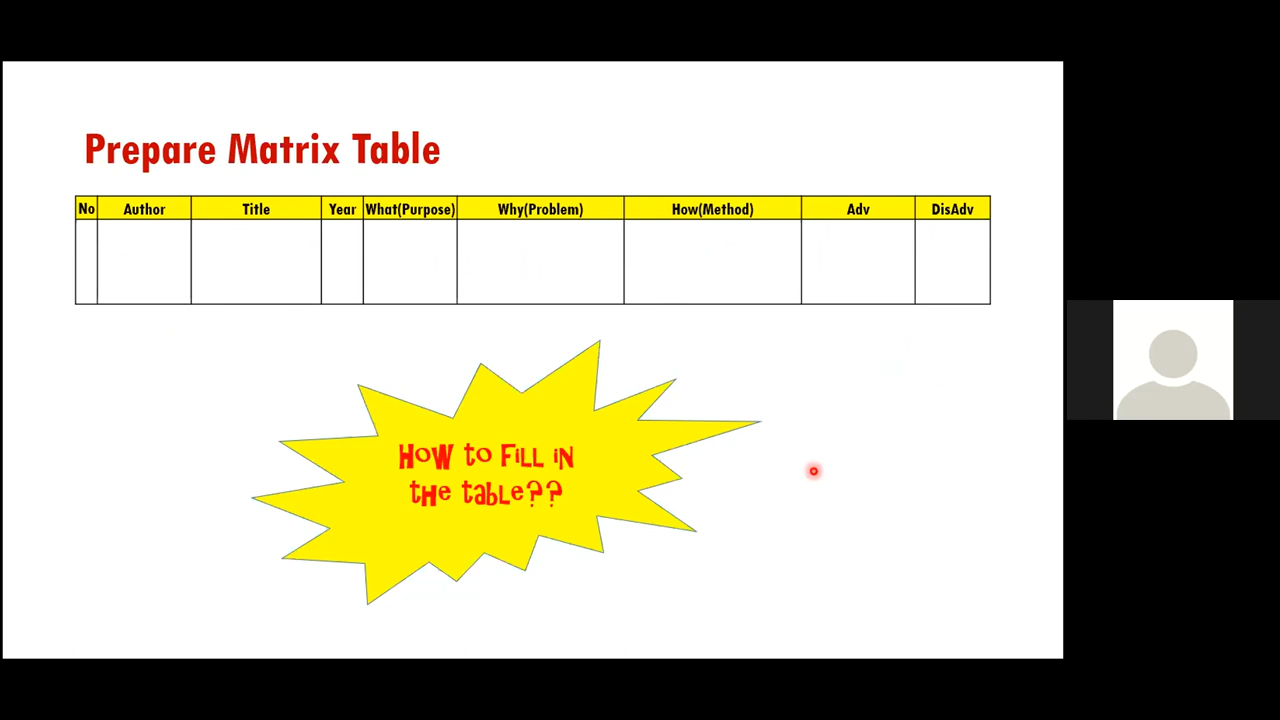 Prepare Matrix Table
No Author Title Year What(Purpose) Why(Problem) How(Method) Adv DisAdv
How to Fill in
the table??